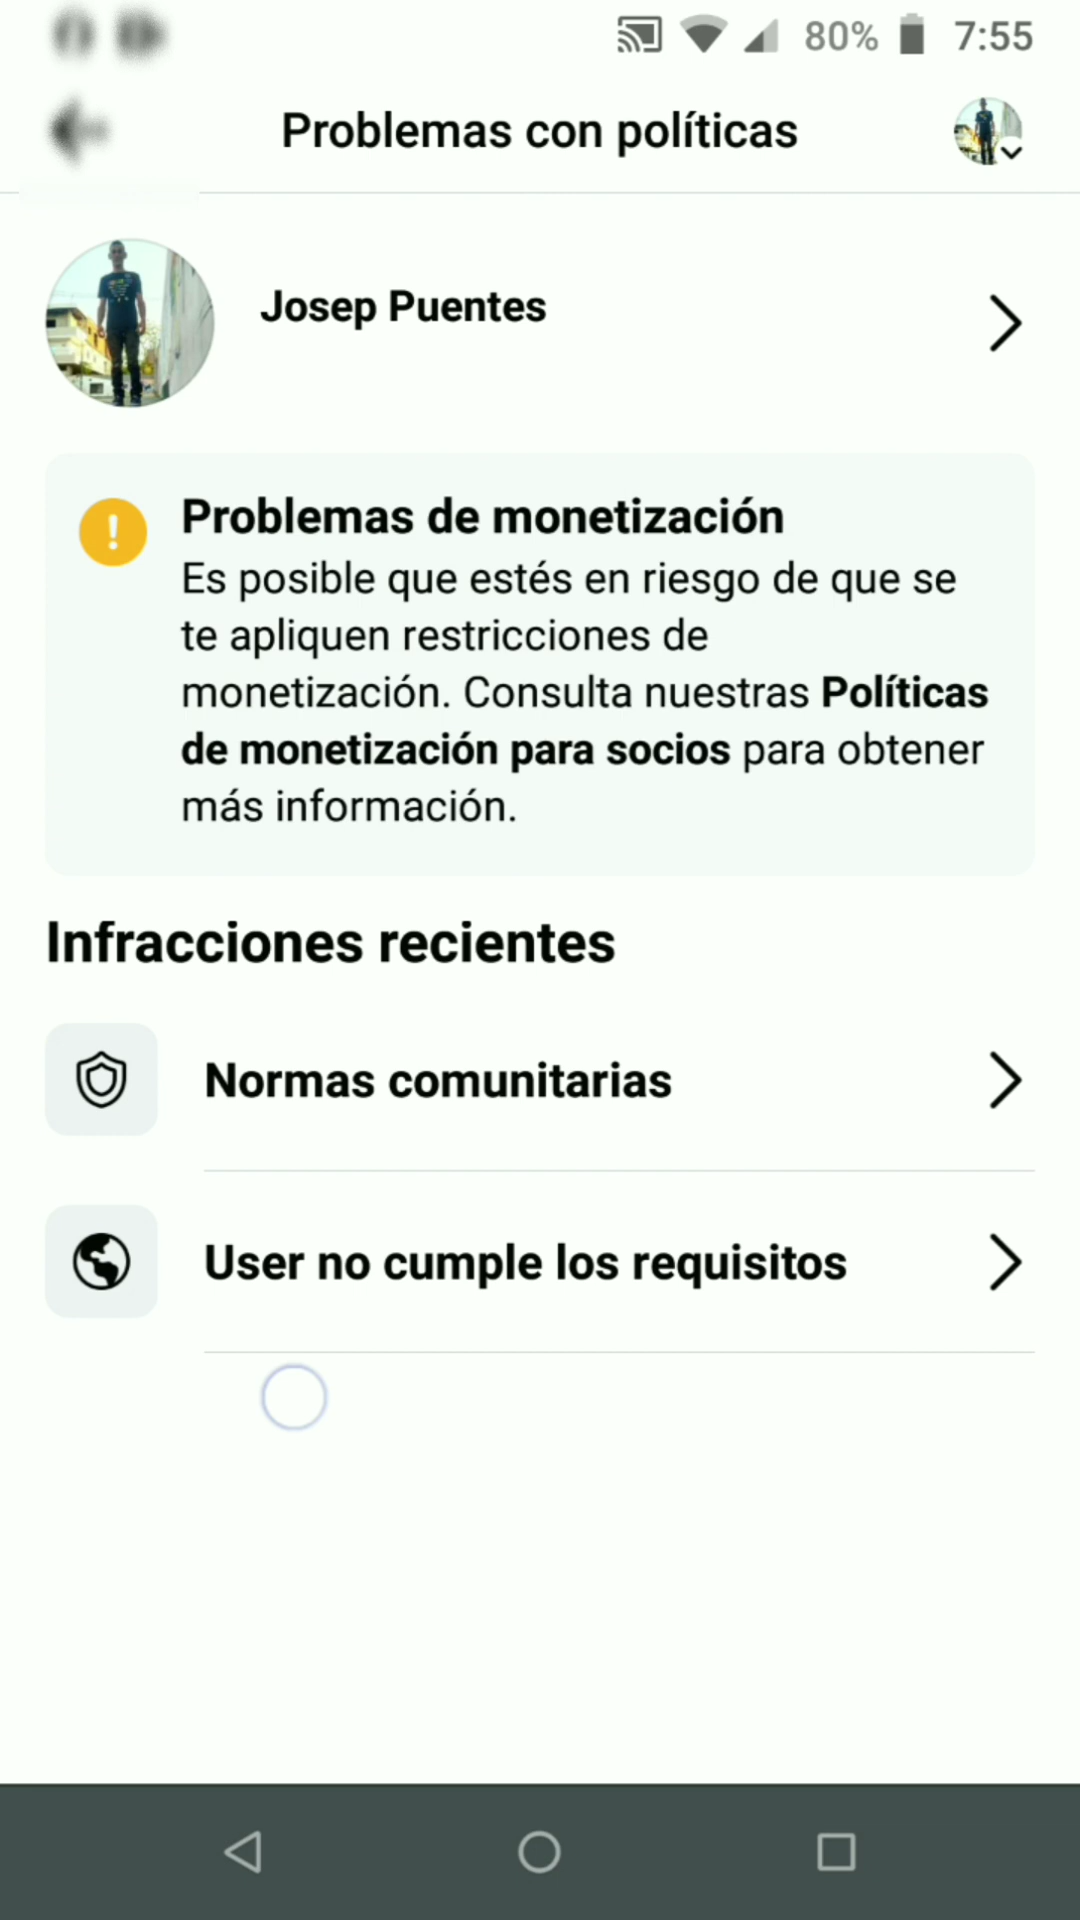 80% 7:55
Problemas con políticas
Josep Puentes
Problemas de monetización
Es posible que estés en riesgo de que se
te apliquen restricciones de
monetización. Consulta nuestras Políticas
de monetización para socios para obtener
más información.
Infracciones recientes
Normas comunitarias
User no cumple los requisitos